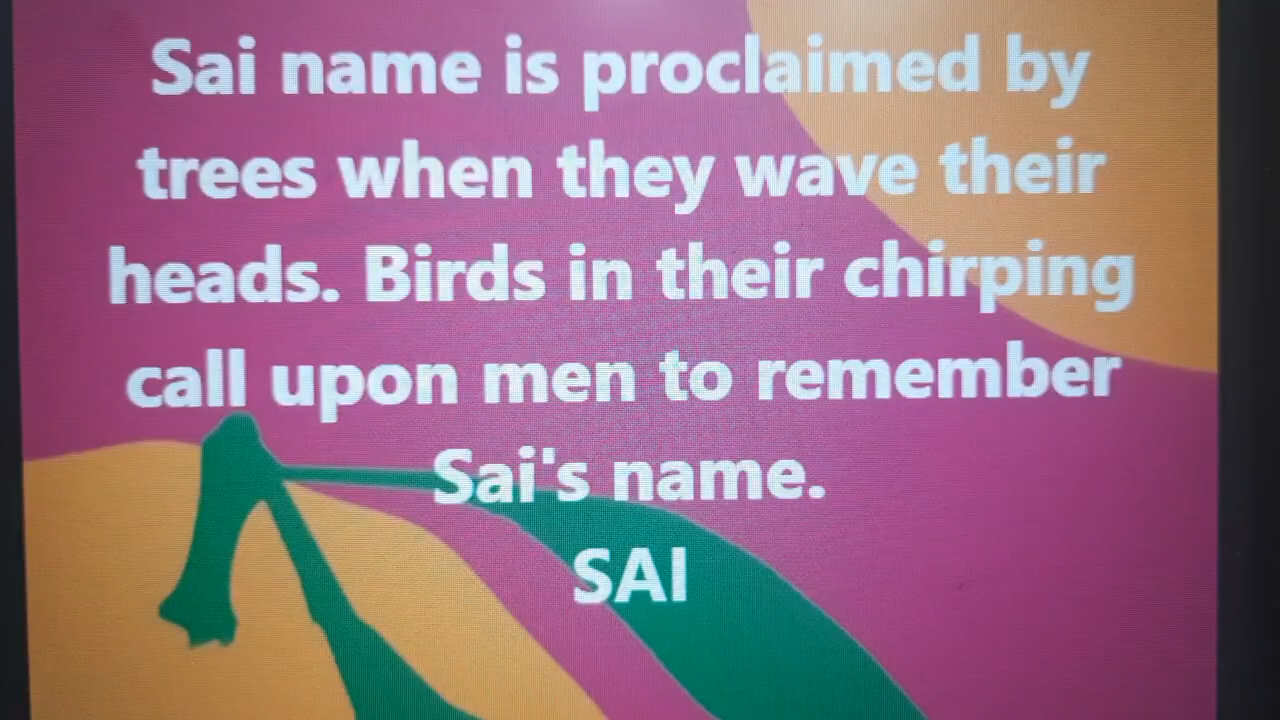 Sai name is proclaimed by
trees when they wave their
heads. Birds in their chirping
call upon men to remember
Sai's name.
SAI